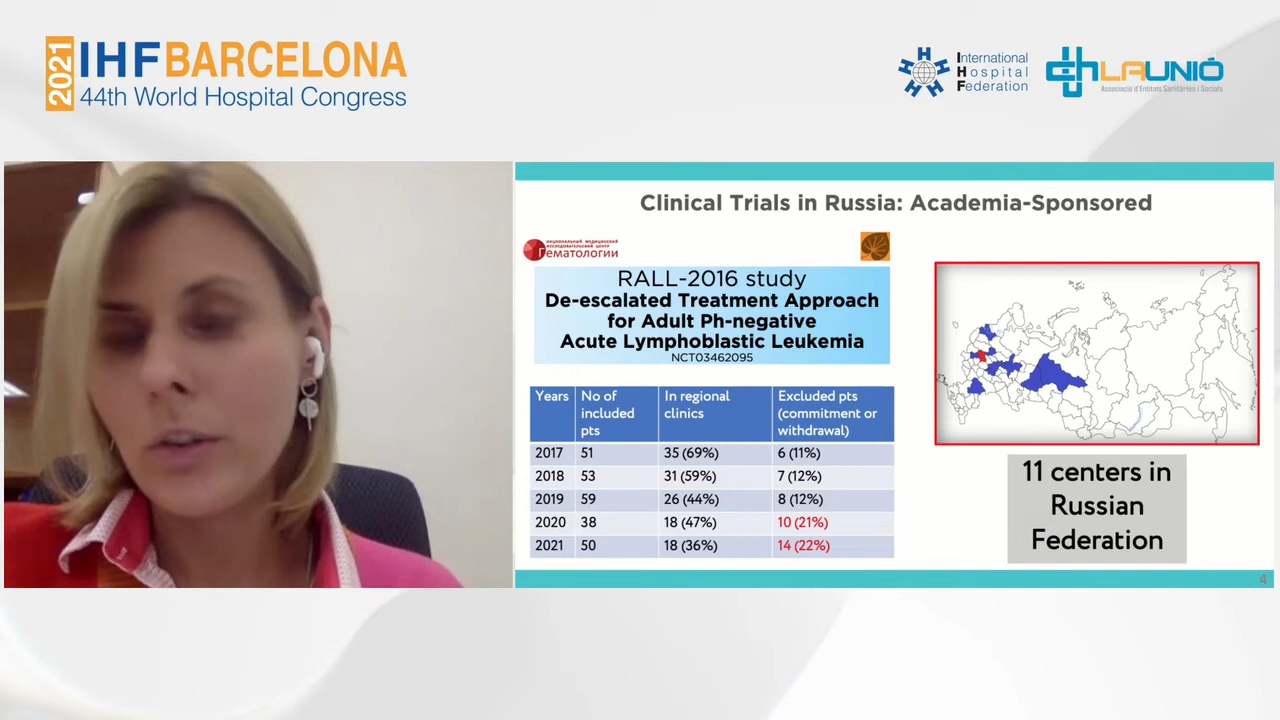 2021
IHF BARCELONA
44th World Hospital Congress
International
Hospital
Federation
I
H
F
LAUNIÓ
Associació d'Entitats Sanitàries i Socials
Clinical Trials in Russia: Academia-Sponsored
НАЦИОНАЛЬНЫЙ МЕДИЦИНСКИЙ
ИССЛЕДОВАТЕЛЬСКИЙ ЦЕНТР
гематологии
RALL-2016 study
De-escalated Treatment Approach
for Adult Ph-negative
Acute Lymphoblastic Leukemia
NCT03462095
Years No of included pts In regional clinics Excluded pts (commitment or withdrawal)
2017 51 35 (69%) 6 (11%)
2018 53 31 (59%) 7 (12%)
2019 59 26 (44%) 8 (12%)
2020 38 18 (47%) 10 (21%)
2021 50 18 (36%) 14 (22%)
11 centers in
Russian
Federation
4